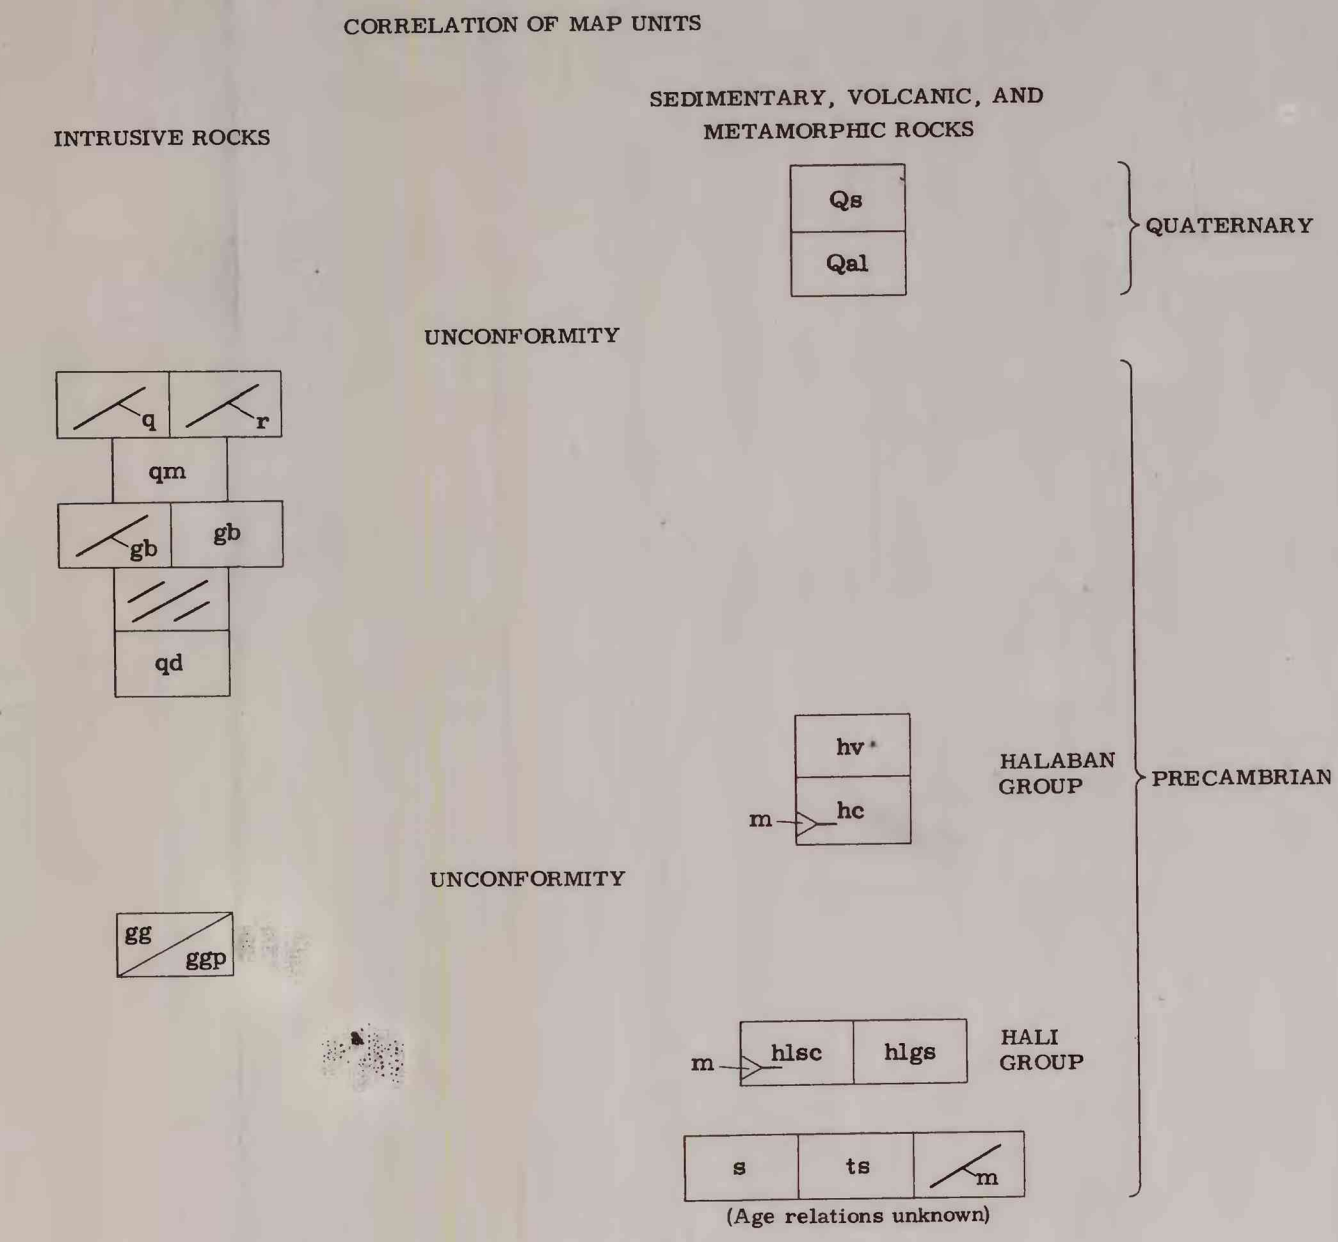 CORRELATION OF MAP UNITS
SEDIMENTARY, VOLCANIC, AND
METAMORPHIC ROCKS
INTRUSIVE ROCKS
Qs
Qal
QUATERNARY
UNCONFORMITY
q r
qm
gb gb
qd
hv
m hc
HALABAN
GROUP
PRECAMBRIAN
UNCONFORMITY
gg
ggp
m hlsc hlgs
HALI
GROUP
s ts m
(Age relations unknown)